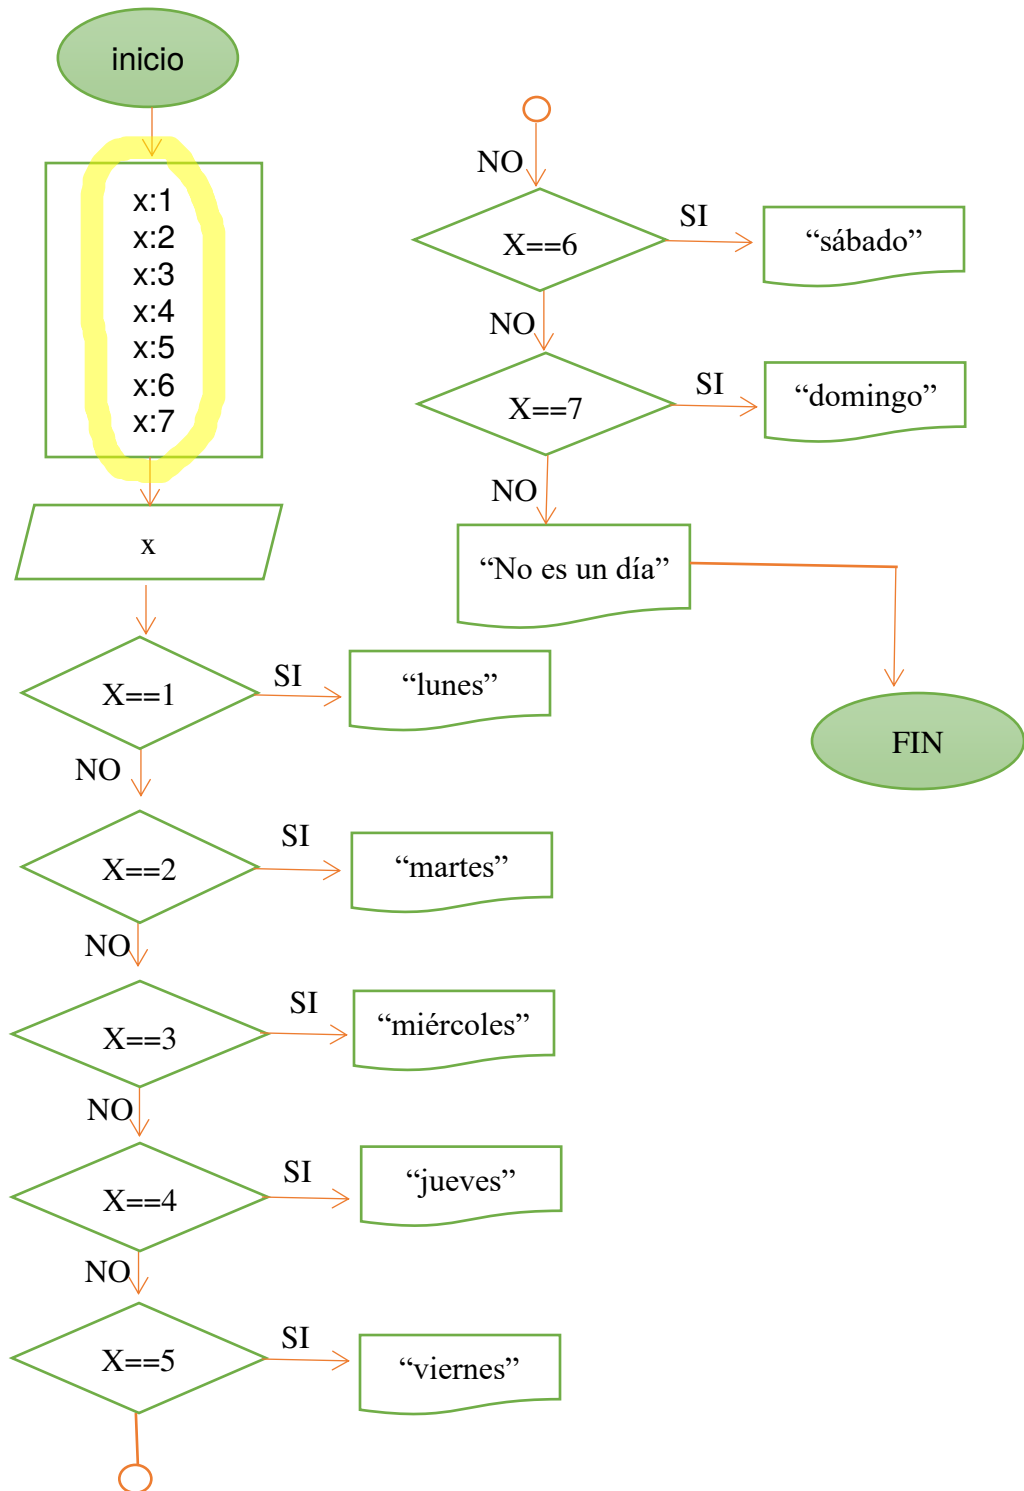 inicio
x:1
x:2
x:3
x:4
x:5
x:6
x:7
x
X==1
SI
“lunes”
NO
X==2
SI
“martes”
NO
X==3
SI
“miércoles”
NO
X==4
SI
“jueves”
NO
X==5
SI
“viernes”
NO
X==6
SI
“sábado”
NO
X==7
SI
“domingo”
NO
“No es un día”
FIN